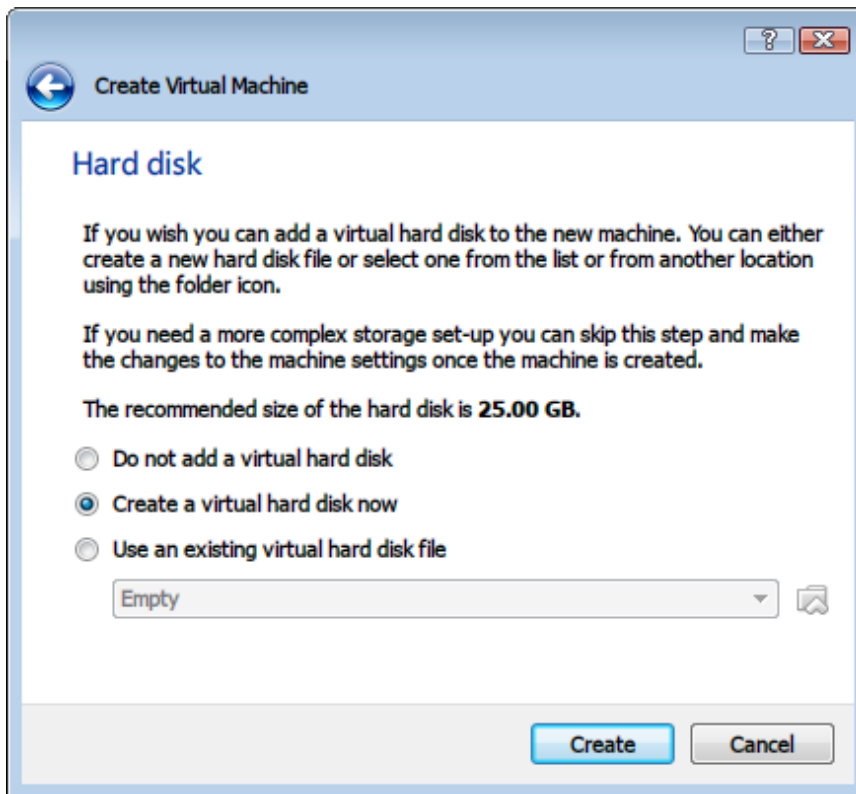 Create Virtual Machine
Hard disk
If you wish you can add a virtual hard disk to the new machine. You can either
create a new hard disk file or select one from the list or from another location
using the folder icon.
If you need a more complex storage set-up you can skip this step and make
the changes to the machine settings once the machine is created.
The recommended size of the hard disk is 25.00 GB.
Do not add a virtual hard disk
Create a virtual hard disk now
Use an existing virtual hard disk file
Empty
Create Cancel